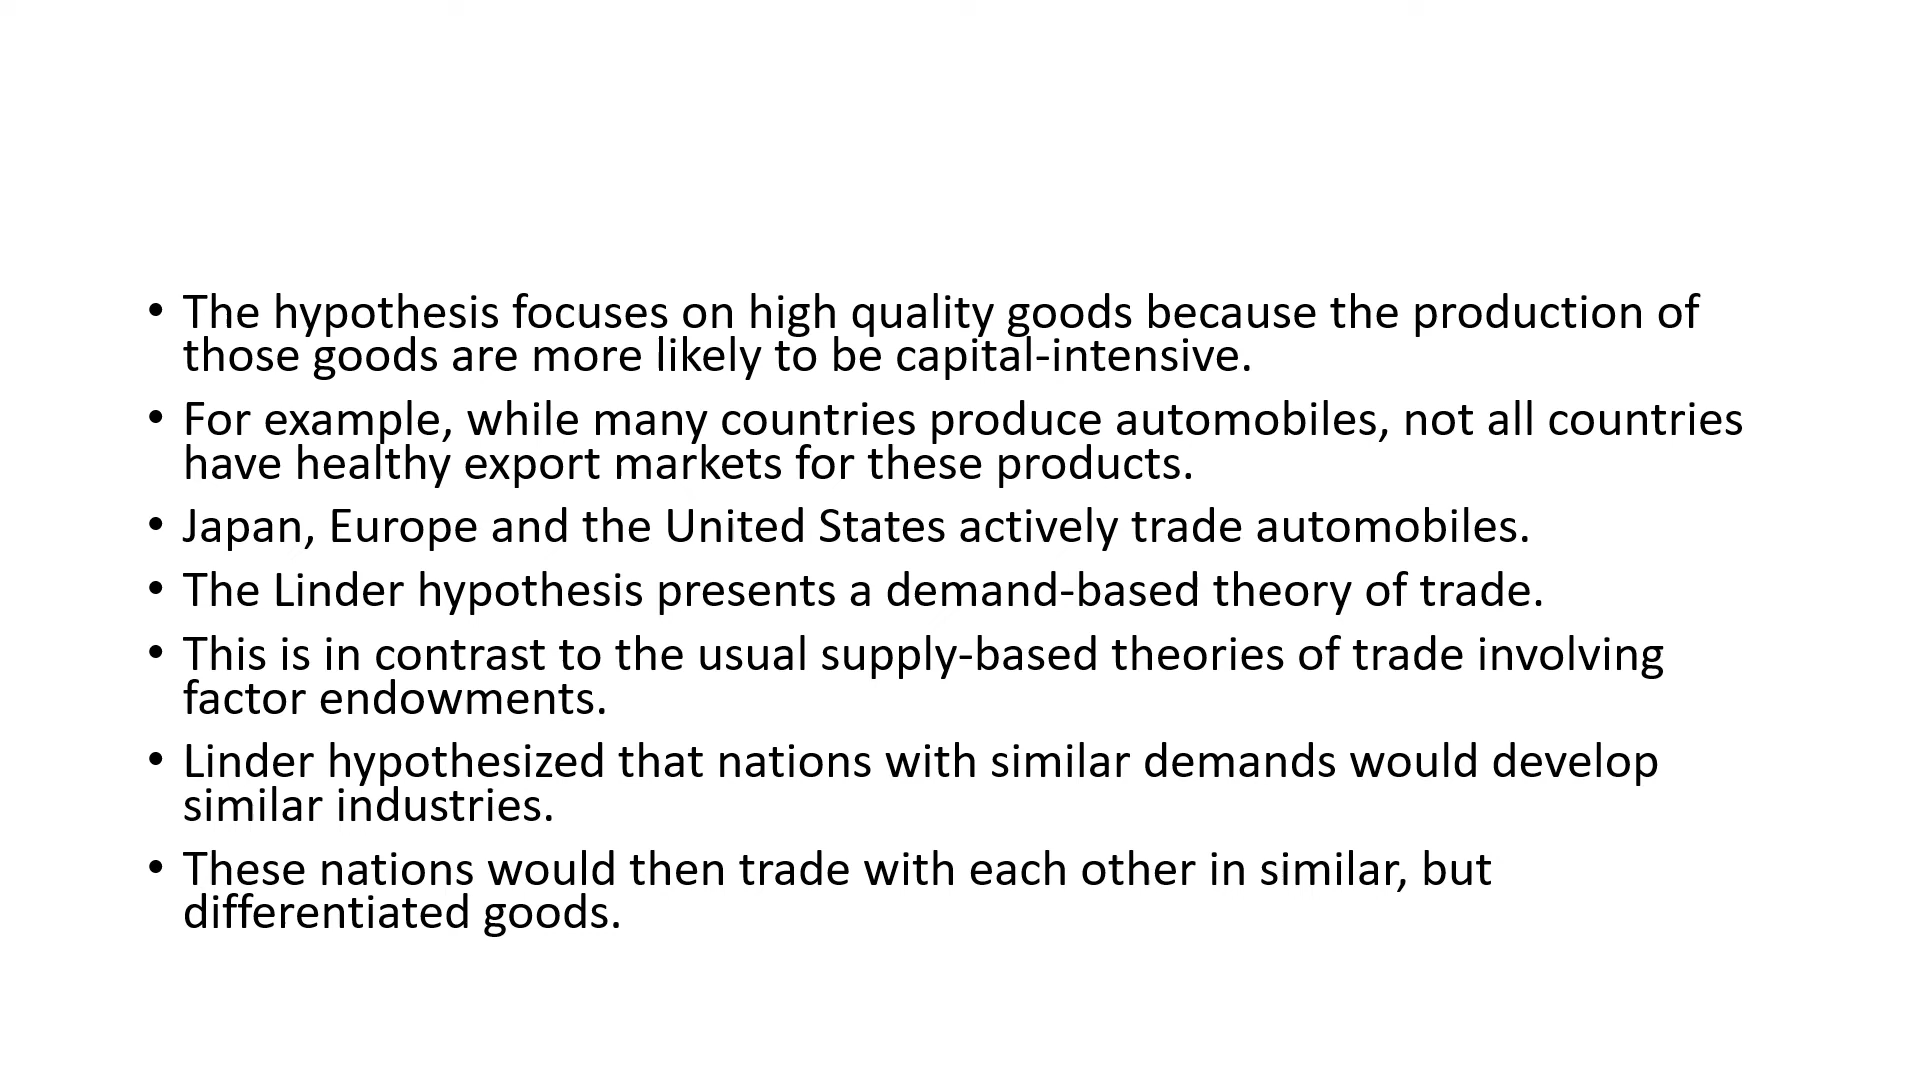 • The hypothesis focuses on high quality goods because the production of
those goods are more likely to be capital-intensive.
• For example, while many countries produce automobiles, not all countries
have healthy export markets for these products.
• Japan, Europe and the United States actively trade automobiles.
• The Linder hypothesis presents a demand-based theory of trade.
• This is in contrast to the usual supply-based theories of trade involving
factor endowments.
• Linder hypothesized that nations with similar demands would develop
similar industries.
• These nations would then trade with each other in similar, but
differentiated goods.